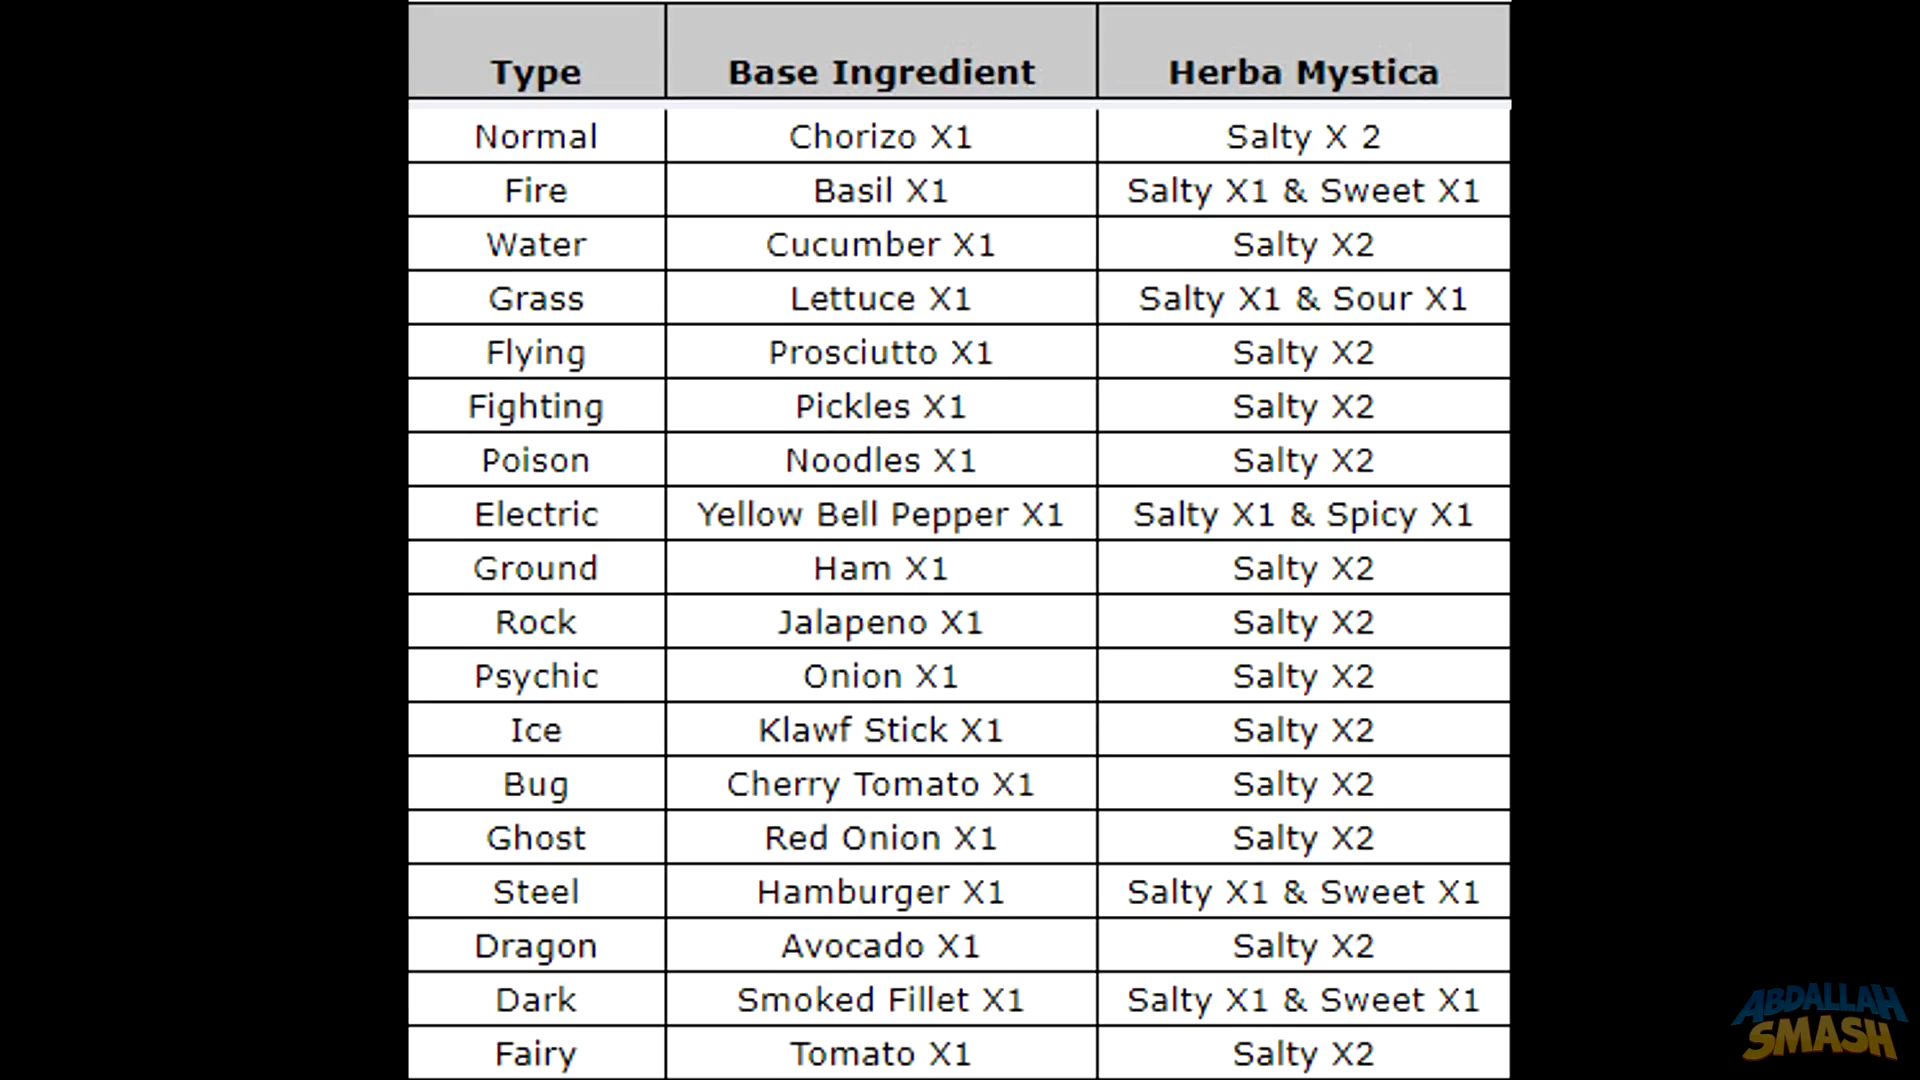 Type Base Ingredient Herba Mystica
Normal Chorizo X1 Salty X 2
Fire Basil X1 Salty X1 & Sweet X1
Water Cucumber X1 Salty X2
Grass Lettuce X1 Salty X1 & Sour X1
Flying Prosciutto X1 Salty X2
Fighting Pickles X1 Salty X2
Poison Noodles X1 Salty X2
Electric Yellow Bell Pepper X1 Salty X1 & Spicy X1
Ground Ham X1 Salty X2
Rock Jalapeno X1 Salty X2
Psychic Onion X1 Salty X2
Ice Klawf Stick X1 Salty X2
Bug Cherry Tomato X1 Salty X2
Ghost Red Onion X1 Salty X2
Steel Hamburger X1 Salty X1 & Sweet X1
Dragon Avocado X1 Salty X2
Dark Smoked Fillet X1 Salty X1 & Sweet X1
Fairy Tomato X1 Salty X2
ABDALLAH
SMASH